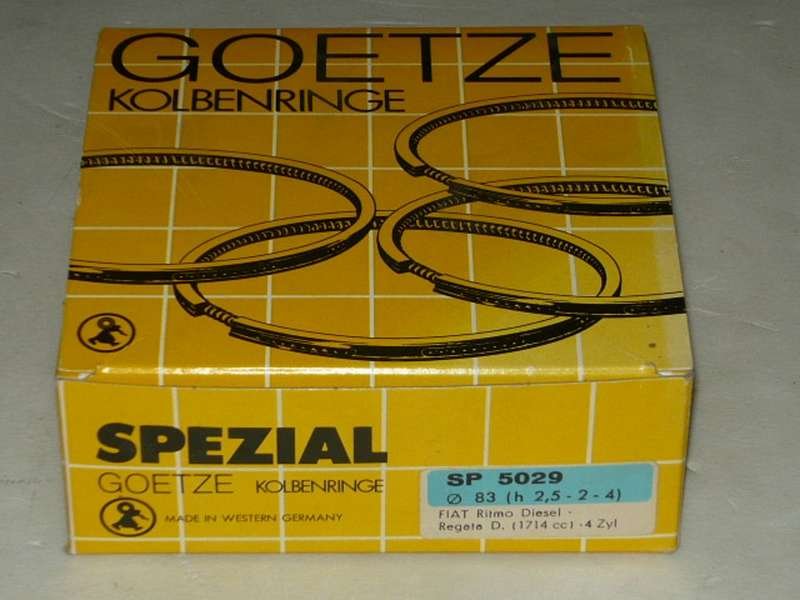 GOETZE
KOLBENRINGE
SPEZIAL
GOETZE KOLBENRINGE
MADE IN WESTERN GERMANY
SP 5029
Ø 83 (h 2,5 - 2 - 4)
FIAT Ritmo Diesel -
Regata D. (1714 cc) - 4 Zyl